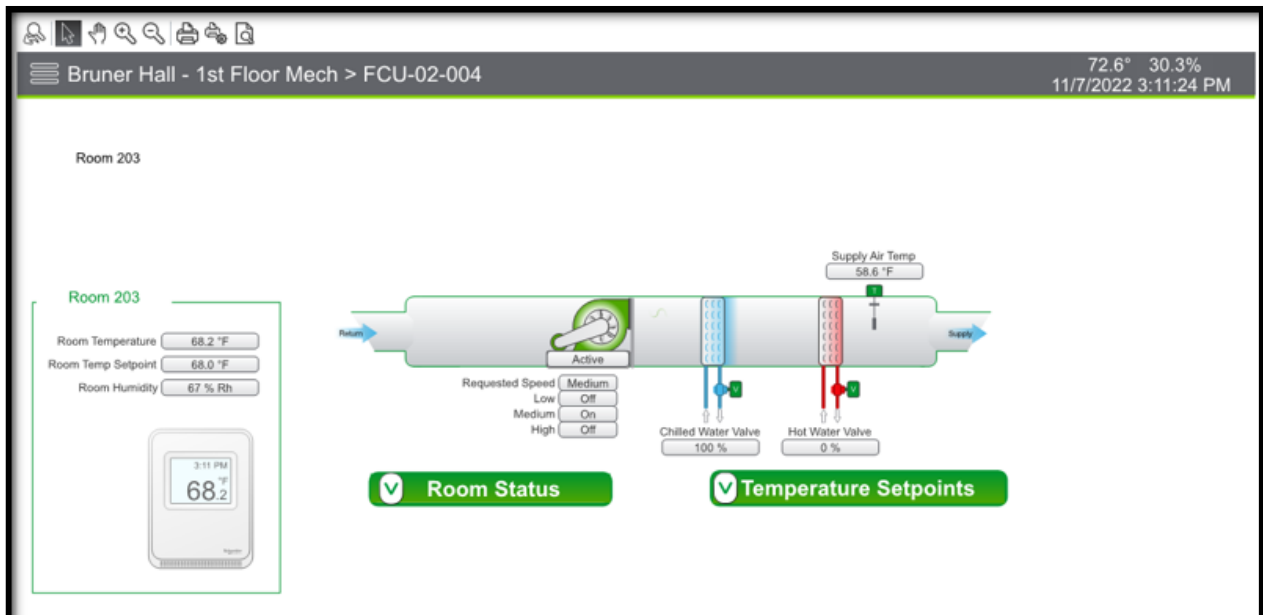 Bruner Hall - 1st Floor Mech > FCU-02-004
72.6° 30.3%
11/7/2022 3:11:24 PM
Room 203
Supply Air Temp
58.6 °F
Room 203
Room Temperature 68.2 °F
Room Temp Setpoint 68.0 °F
Room Humidity 67 % Rh
Return
T
Supply
Active
Requested Speed Medium
Low Off
Medium On
High Off
V
V
Chilled Water Valve
100 %
Hot Water Valve
0 %
3:11 PM
68.2 °F
Room Status
Temperature Setpoints